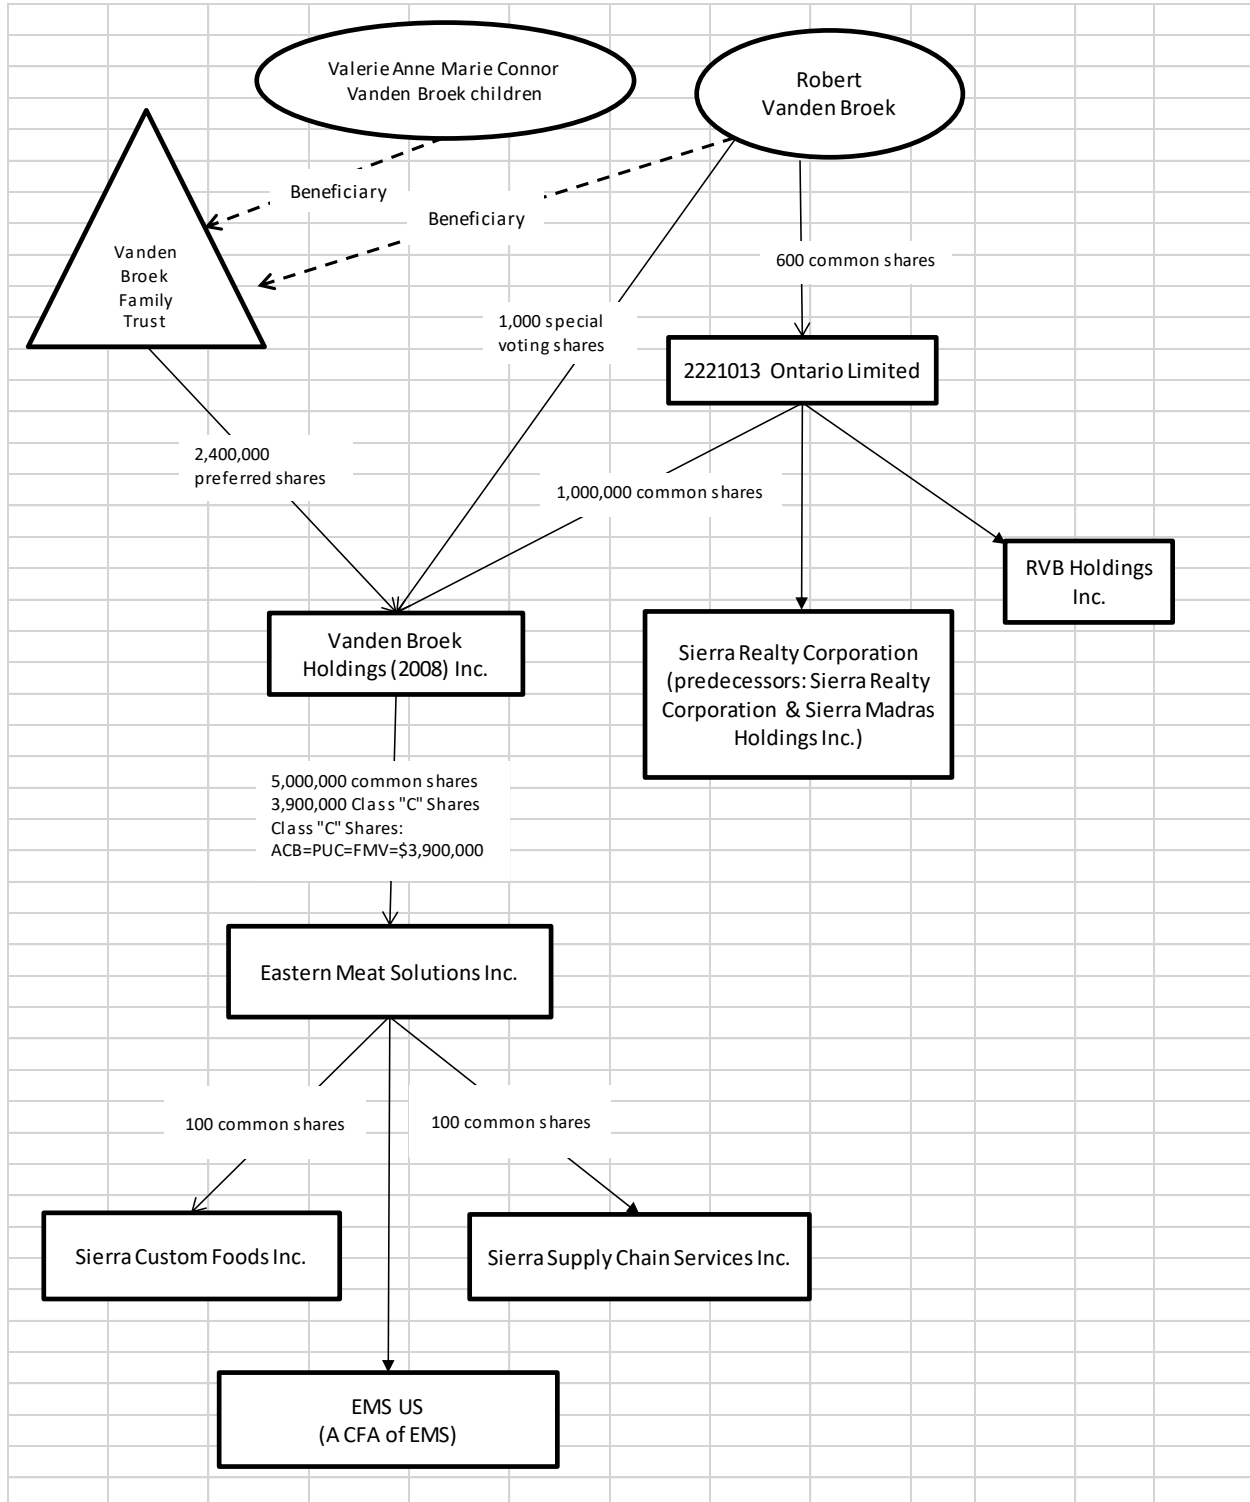 Valerie Anne Marie Connor
Vanden Broek children
Robert
Vanden Broek
Beneficiary
Beneficiary
Vanden
Broek
Family
Trust
600 common shares
1,000 special
voting shares
2221013 Ontario Limited
2,400,000
preferred shares
1,000,000 common shares
RVB Holdings
Inc.
Vanden Broek
Holdings (2008) Inc.
Sierra Realty Corporation
(predecessors: Sierra Realty
Corporation & Sierra Madras
Holdings Inc.)
5,000,000 common shares
3,900,000 Class "C" Shares
Class "C" Shares:
ACB=PUC=FMV=$3,900,000
Eastern Meat Solutions Inc.
100 common shares
100 common shares
Sierra Custom Foods Inc.
Sierra Supply Chain Services Inc.
EMS US
(A CFA of EMS)